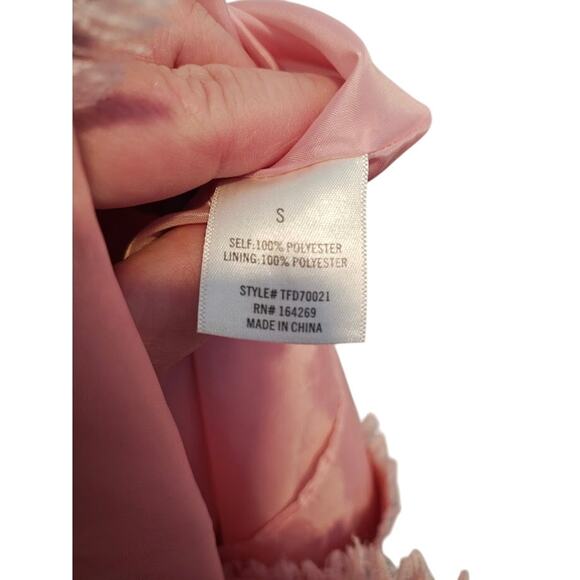 S
SELF:100% POLYESTER
LINING:100% POLYESTER
STYLE# TFD70021
RN# 164269
MADE IN CHINA